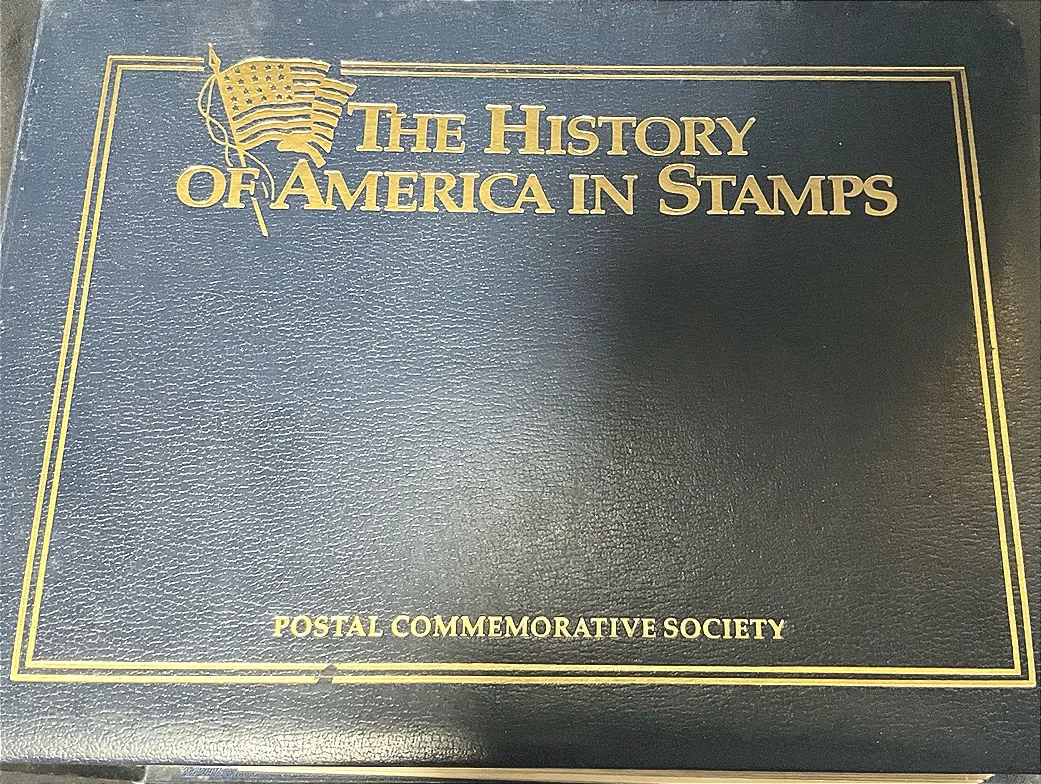 THE HISTORY
OF AMERICA IN STAMPS
POSTAL COMMEMORATIVE SOCIETY